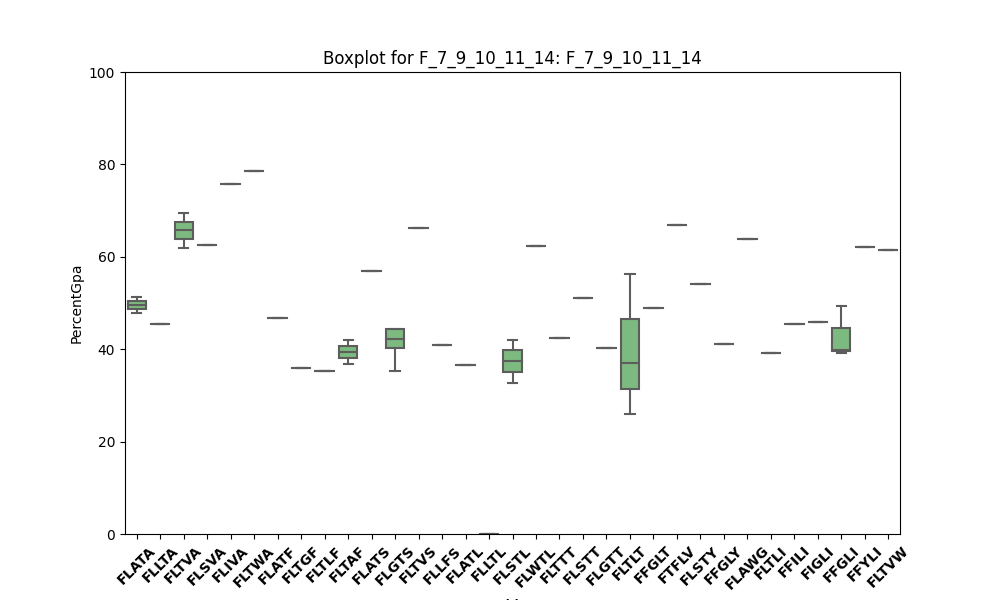 Boxplot for F_7_9_10_11_14: F_7_9_10_11_14
PercentGpa
100
80
60
40
20
0
FLATA
FLLTA
FLTVA
FLSVA
FLIVA
FLTWA
FLATF
FLTGF
FLTLF
FLTAF
FLATS
FLGTS
FLTVS
FLLFS
FLATL
FLLTL
FLSTL
FLWTL
FLTTT
FLSTT
FLGTT
FLTLT
FFGLT
FTFLV
FLSTY
FFGLY
FLAWG
FLTLI
FFILI
FIGLI
FFGLI
FFYLI
FLTVW